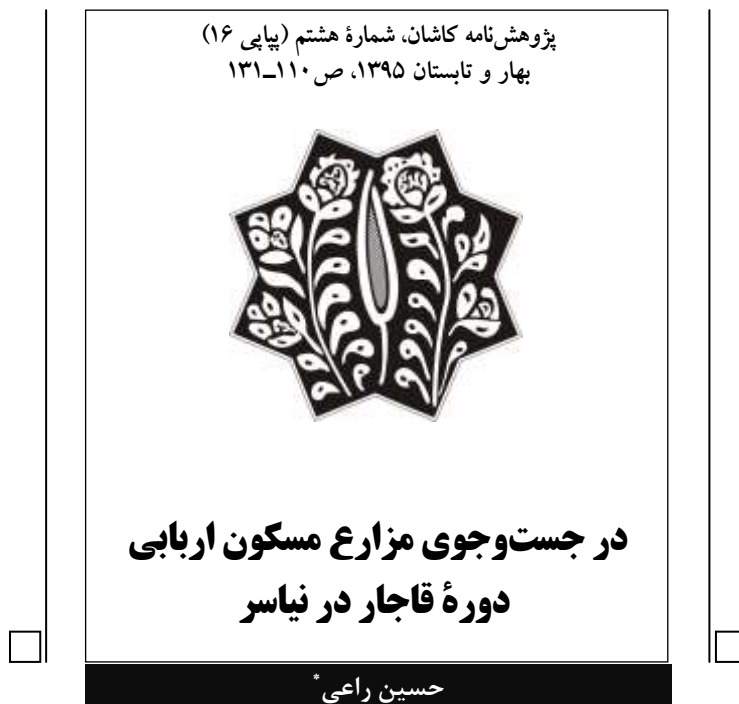 پژوهش‌نامه کاشان، شمارهٔ هشتم (پیاپی ۱۶)
بهار و تابستان ۱۳۹۵، ص۱۱۰ـ۱۳۱
در جست‌وجوی مزارع مسکون اربابی
دورهٔ قاجار در نیاسر
حسین راعی*